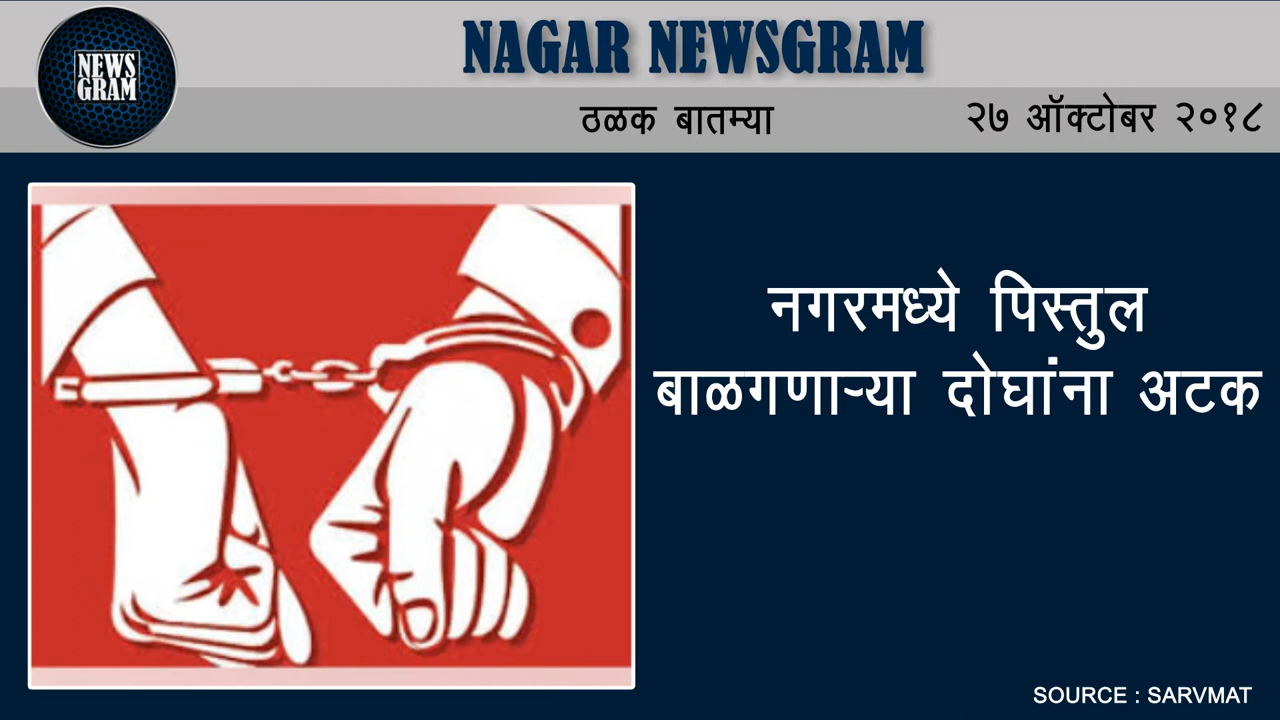 NEWS
GRAM
NAGAR NEWSGRAM
ठळक बातम्या
२७ ऑक्टोबर २०१८
नगरमध्ये पिस्तुल
बाळगणाऱ्या दोघांना अटक
SOURCE : SARVMAT